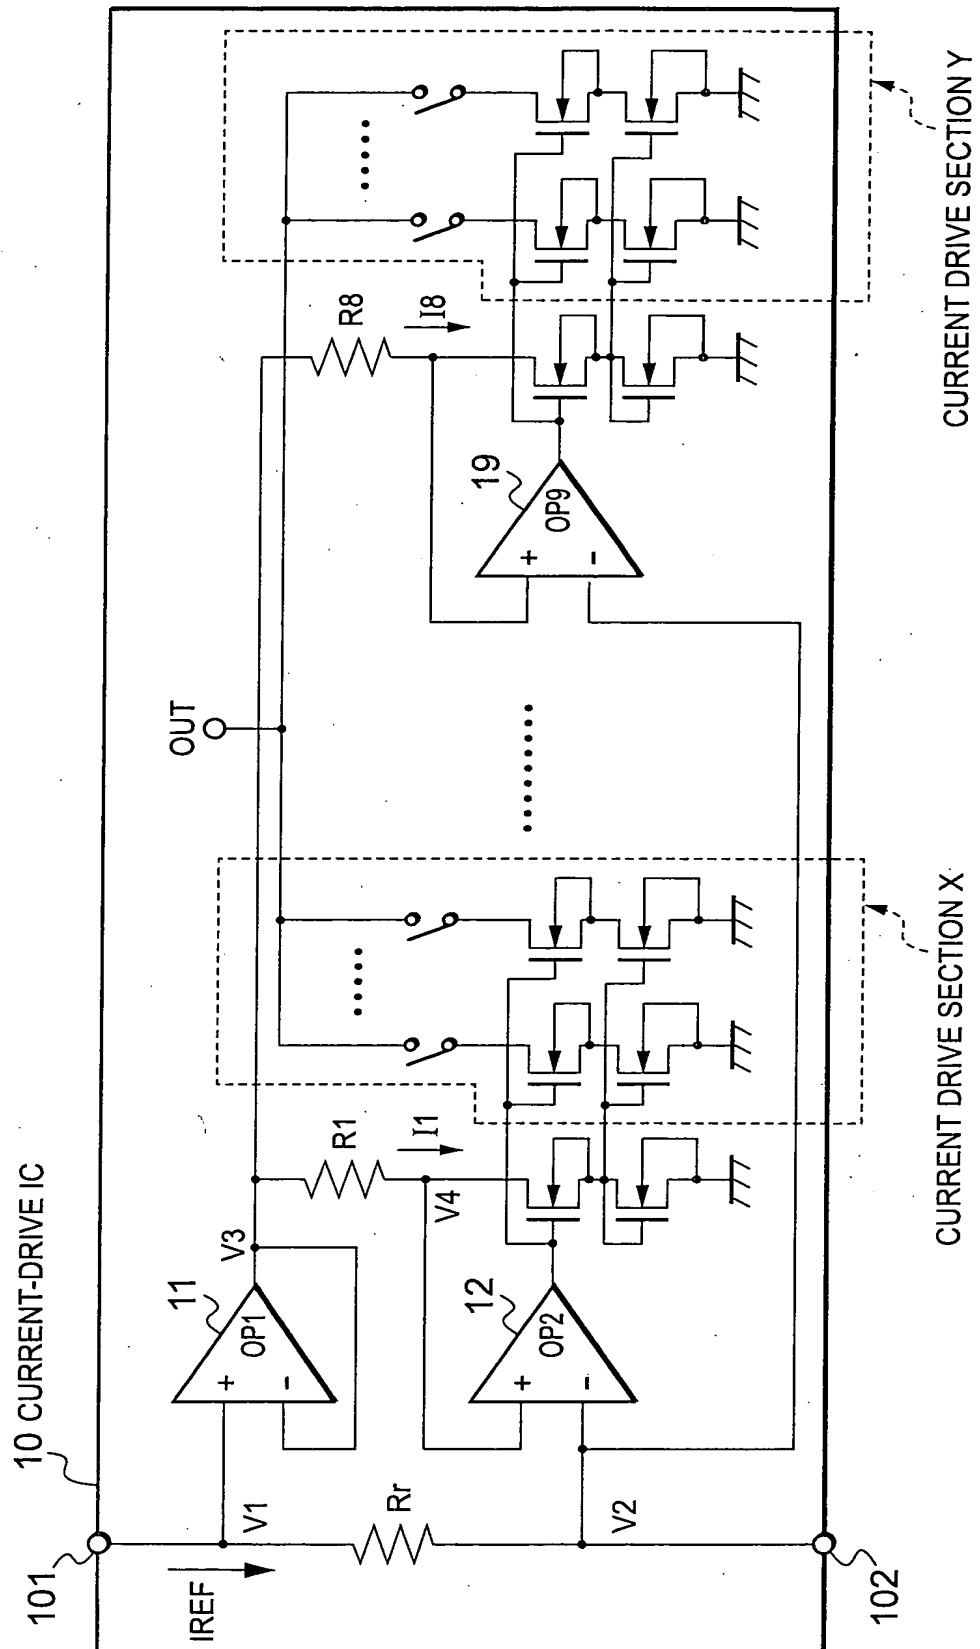 10 CURRENT-DRIVE IC
101
IREF
V1
Rr
V2
102
11
OP1
+
-
V3
R1
I1
V4
12
OP2
+
-
OUT
CURRENT DRIVE SECTION X
R8
I8
19
OP9
+
-
CURRENT DRIVE SECTION Y